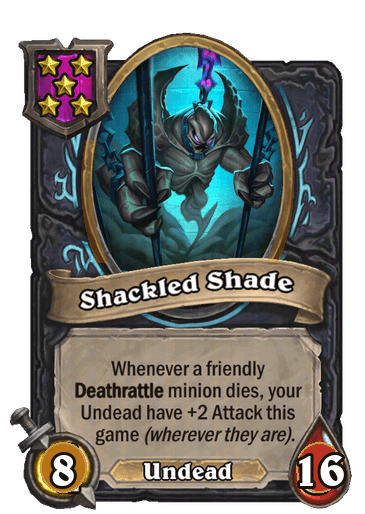 Shackled Shade
Whenever a friendly
Deathrattle minion dies, your
Undead have +2 Attack this
game (wherever they are).
8
Undead
16